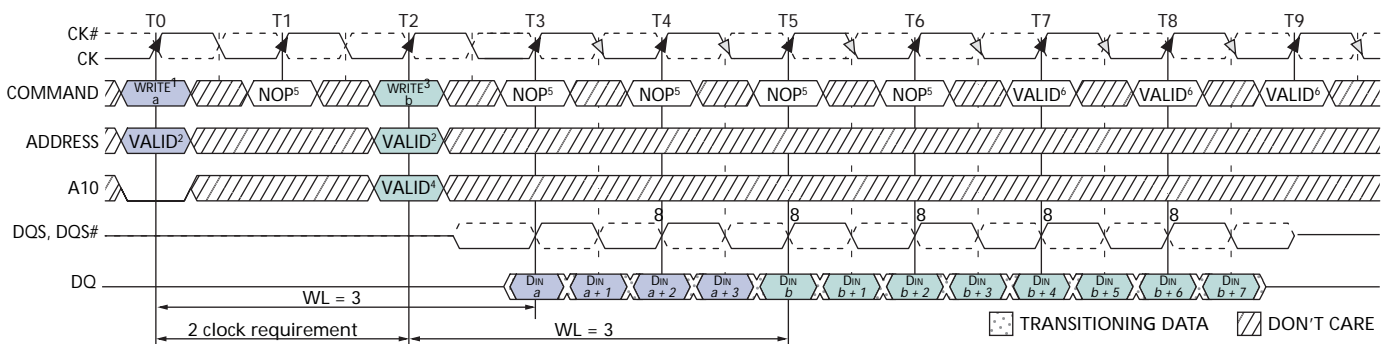 T0 T1 T2 T3 T4 T5 T6 T7 T8 T9
CK#
CK
COMMAND WRITE1 a NOP5 WRITE3 b NOP5 NOP5 NOP5 NOP5 VALID6 VALID6 VALID6
ADDRESS VALID2 VALID2
A10 VALID4
DQS, DQS# 8 8 8 8 8
DQ DIN a DIN a + 1 DIN a + 2 DIN a + 3 DIN b DIN b + 1 DIN b + 2 DIN b + 3 DIN b + 4 DIN b + 5 DIN b + 6 DIN b + 7
WL = 3
2 clock requirement WL = 3 TRANSITIONING DATA DON'T CARE